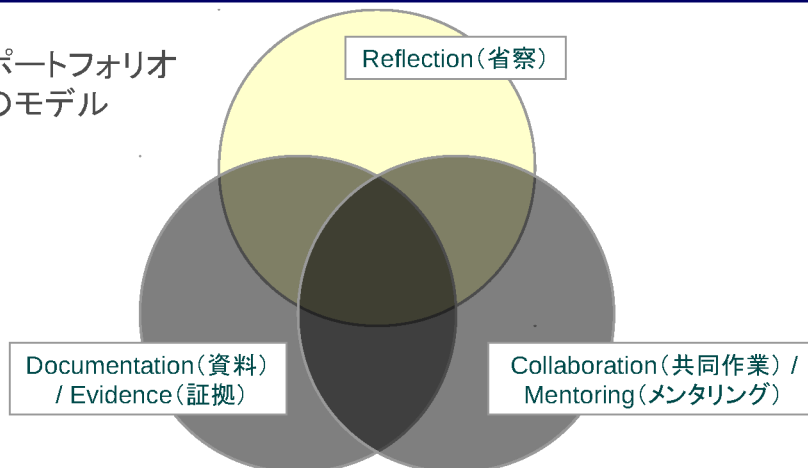 ポートフォリオ
のモデル
Reflection（省察）
Documentation（資料）
/ Evidence（証拠）
Collaboration（共同作業） /
Mentoring（メンタリング）